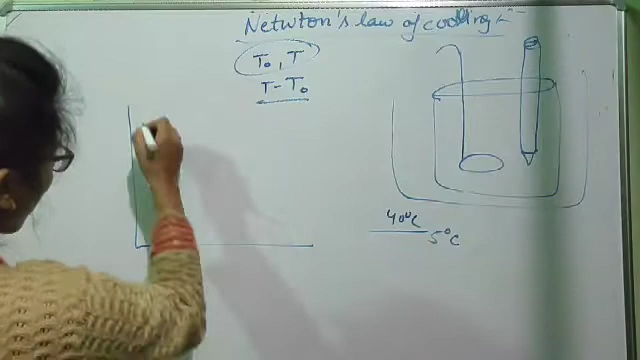 Netwton's law of cooling :-
T₀, T
T - T₀
40°C
5°C